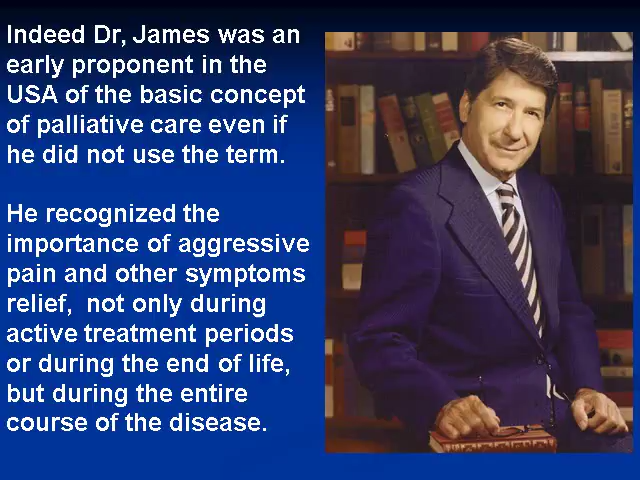 Indeed Dr, James was an
early proponent in the
USA of the basic concept
of palliative care even if
he did not use the term.
He recognized the
importance of aggressive
pain and other symptoms
relief,  not only during
active treatment periods
or during the end of life,
but during the entire
course of the disease.